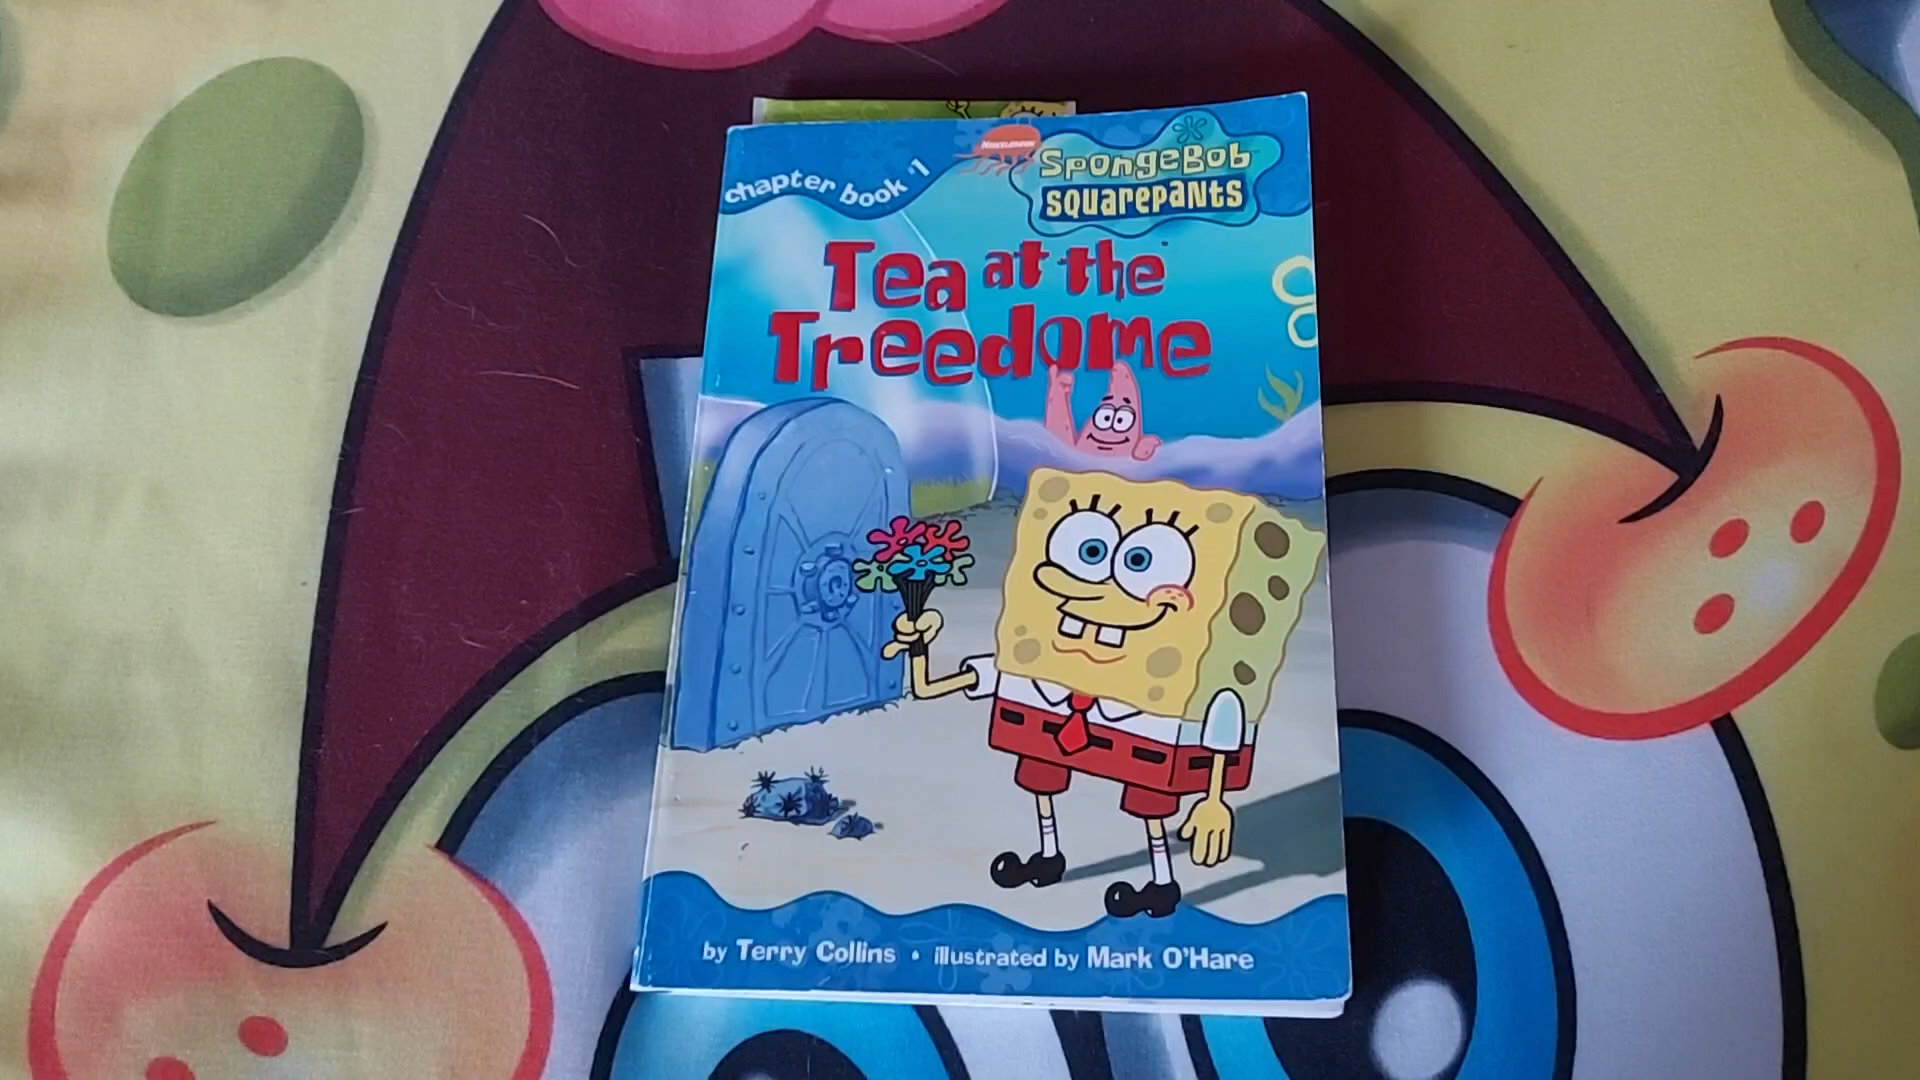 chapter book #1
NICKELODEON
SpongeBob
SQUAREPANTS
Tea at the
Treedome
by Terry Collins • illustrated by Mark O'Hare